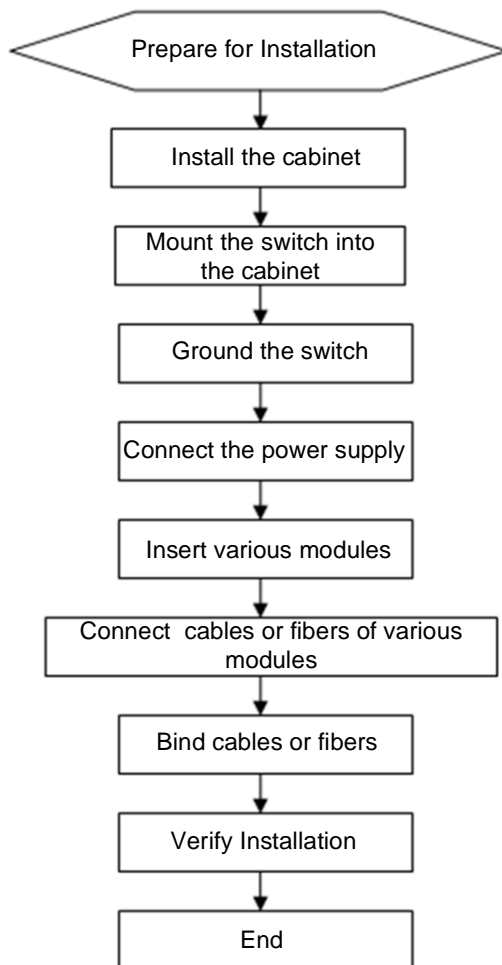 Prepare for Installation
Install the cabinet
Mount the switch into
the cabinet
Ground the switch
Connect the power supply
Insert various modules
Connect cables or fibers of various
modules
Bind cables or fibers
Verify Installation
End